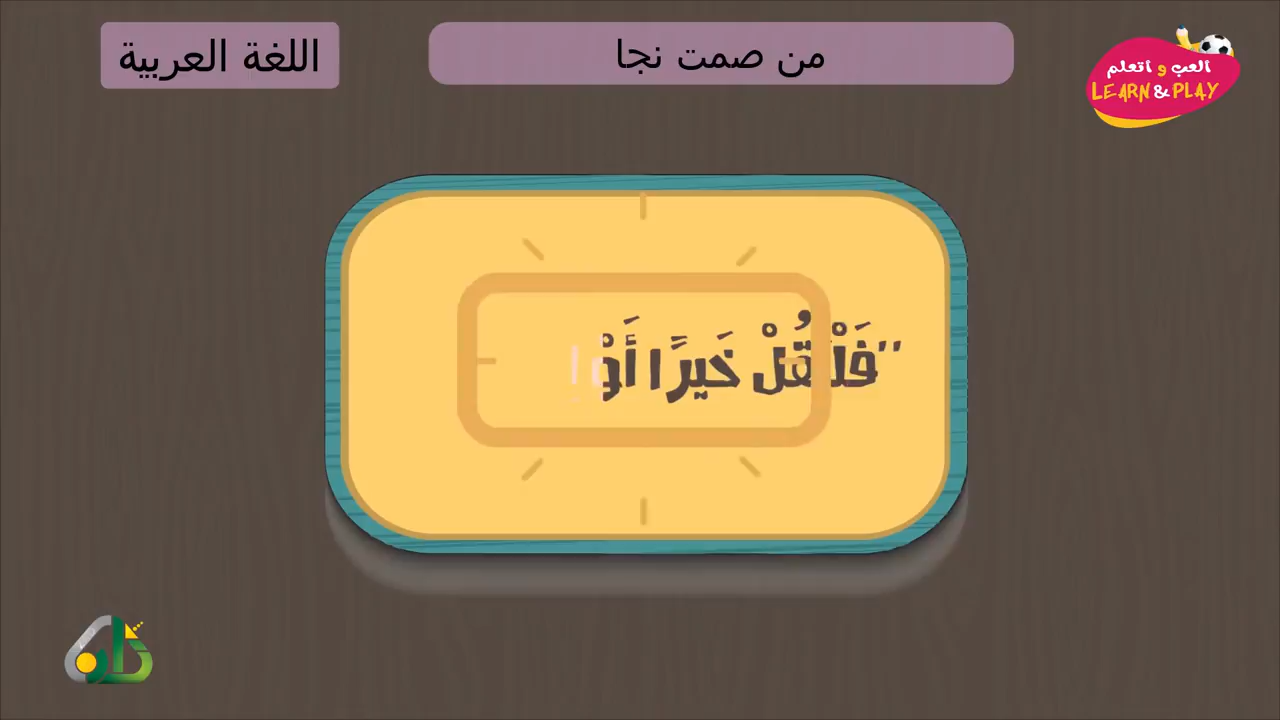 من صمت نجا
اللغة العربية
العب و اتعلم
LEARN & PLAY
"فَلْتَقُلْ خَيرًا أَوْ